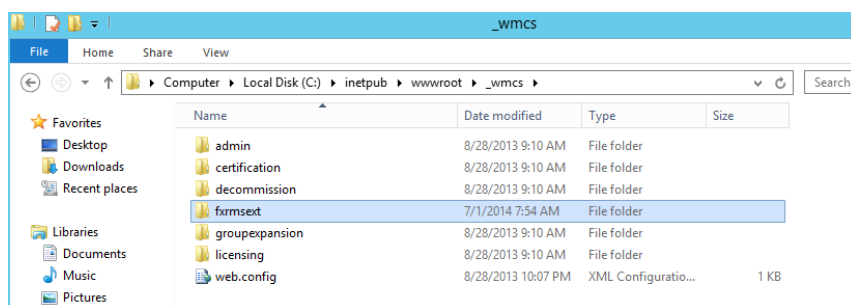 _wmcs
File Home Share View
Computer Local Disk (C:) inetpub wwwroot _wmcs Search
Favorites
Desktop
Downloads
Recent places
Libraries
Documents
Music
Pictures
Name Date modified Type Size
admin 8/28/2013 9:10 AM File folder
certification 8/28/2013 9:10 AM File folder
decommission 8/28/2013 9:10 AM File folder
fxrmsext 7/1/2014 7:54 AM File folder
groupexpansion 8/28/2013 9:10 AM File folder
licensing 8/28/2013 9:10 AM File folder
web.config 8/28/2013 10:07 PM XML Configuratio... 1 KB